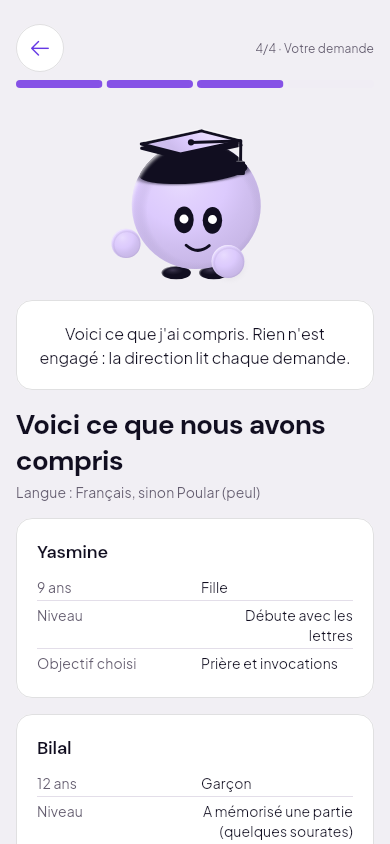 4/4 · Votre demande
Voici ce que j'ai compris. Rien n'est
engagé : la direction lit chaque demande.
Voici ce que nous avons
compris
Langue : Français, sinon Poular (peul)
Yasmine
9 ans Fille
Niveau Débute avec les
lettres
Objectif choisi Prière et invocations
Bilal
12 ans Garçon
Niveau A mémorisé une partie
(quelques sourates)